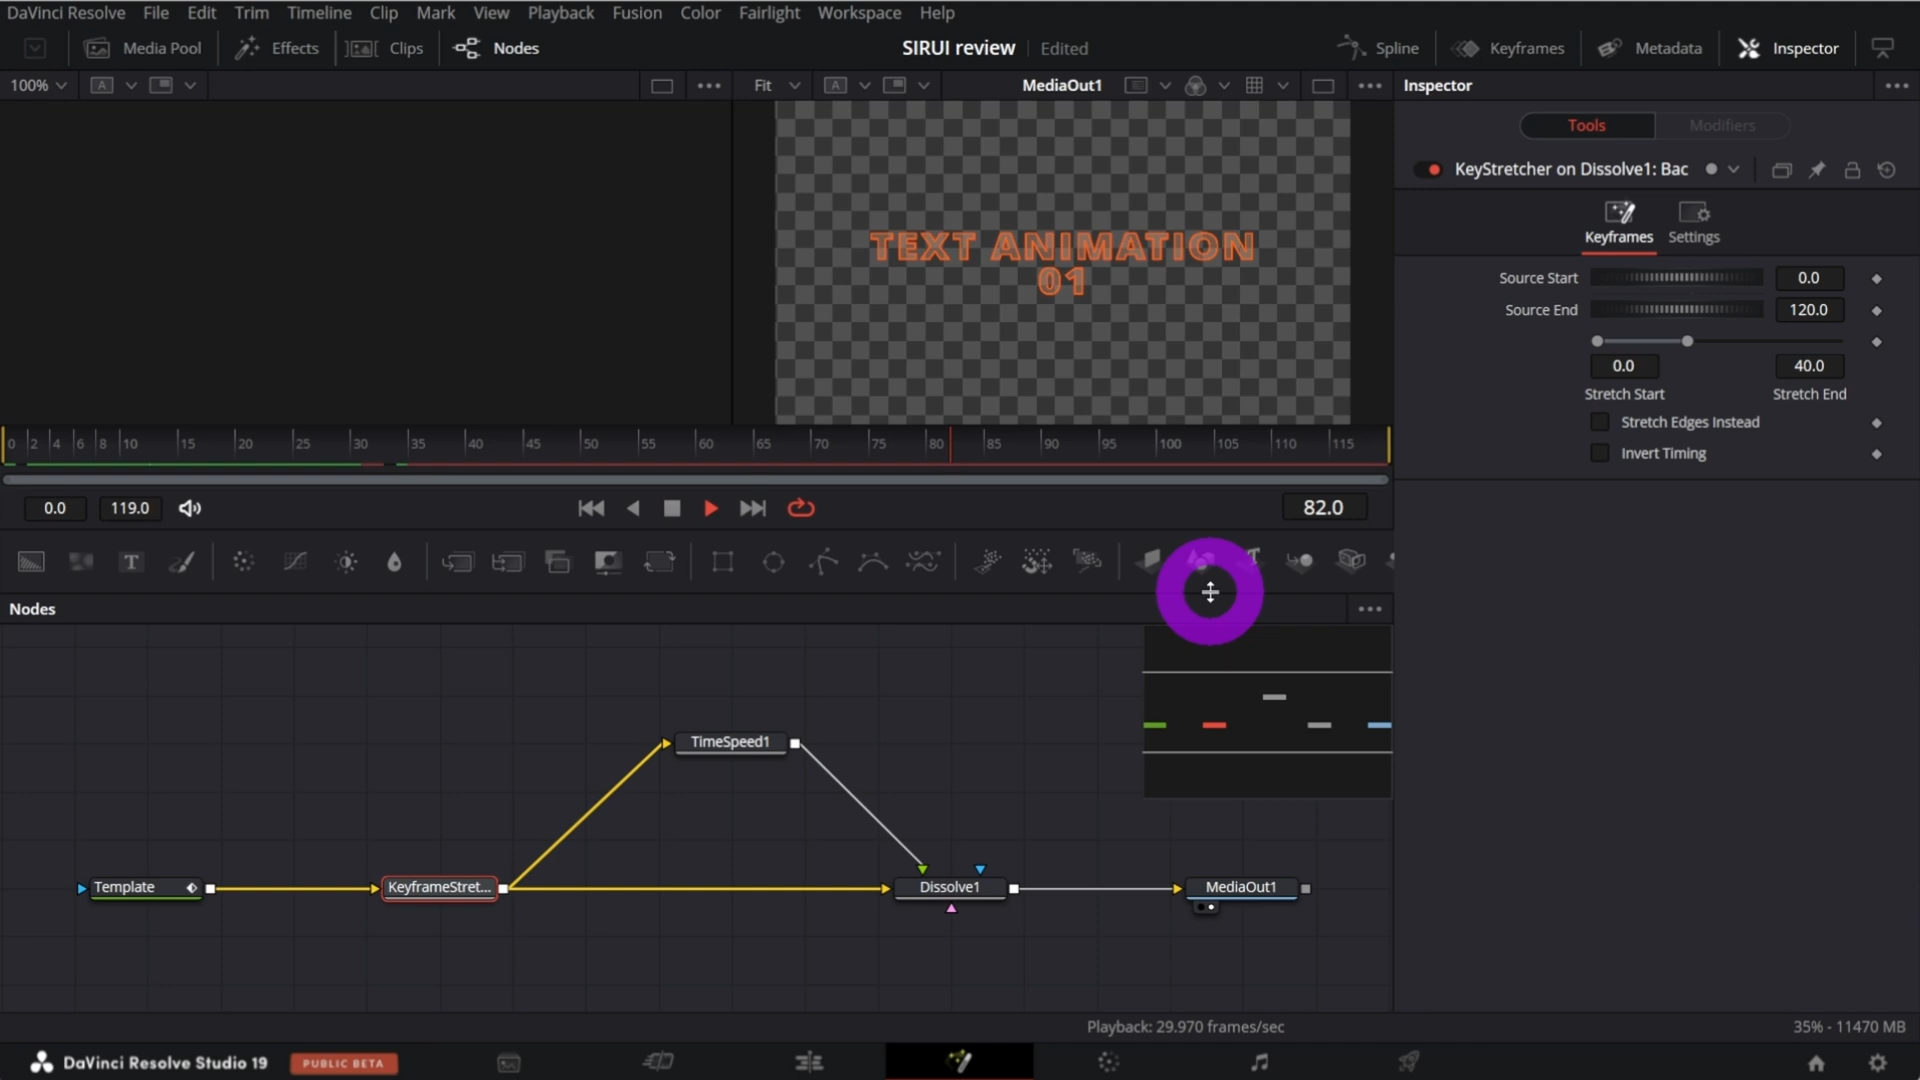 DaVinci Resolve File Edit Trim Timeline Clip Mark View Playback Fusion Color Fairlight Workspace Help
Media Pool Effects Clips Nodes SIRUI review Edited Spline Keyframes Metadata Inspector
100% A Fit A MediaOut1 Inspector
Tools Modifiers
KeyStretcher on Dissolve1: Bac
Keyframes Settings
TEXT ANIMATION
01
Source Start 0.0
Source End 120.0
0.0 40.0
Stretch Start Stretch End
Stretch Edges Instead
Invert Timing
0 2 4 6 8 10 15 20 25 30 35 40 45 50 55 60 65 70 75 80 85 90 95 100 105 110 115
0.0 119.0 82.0
T T
Nodes
TimeSpeed1
Template KeyframeStret... Dissolve1 MediaOut1
Playback: 29.970 frames/sec 35% - 11470 MB
DaVinci Resolve Studio 19 PUBLIC BETA